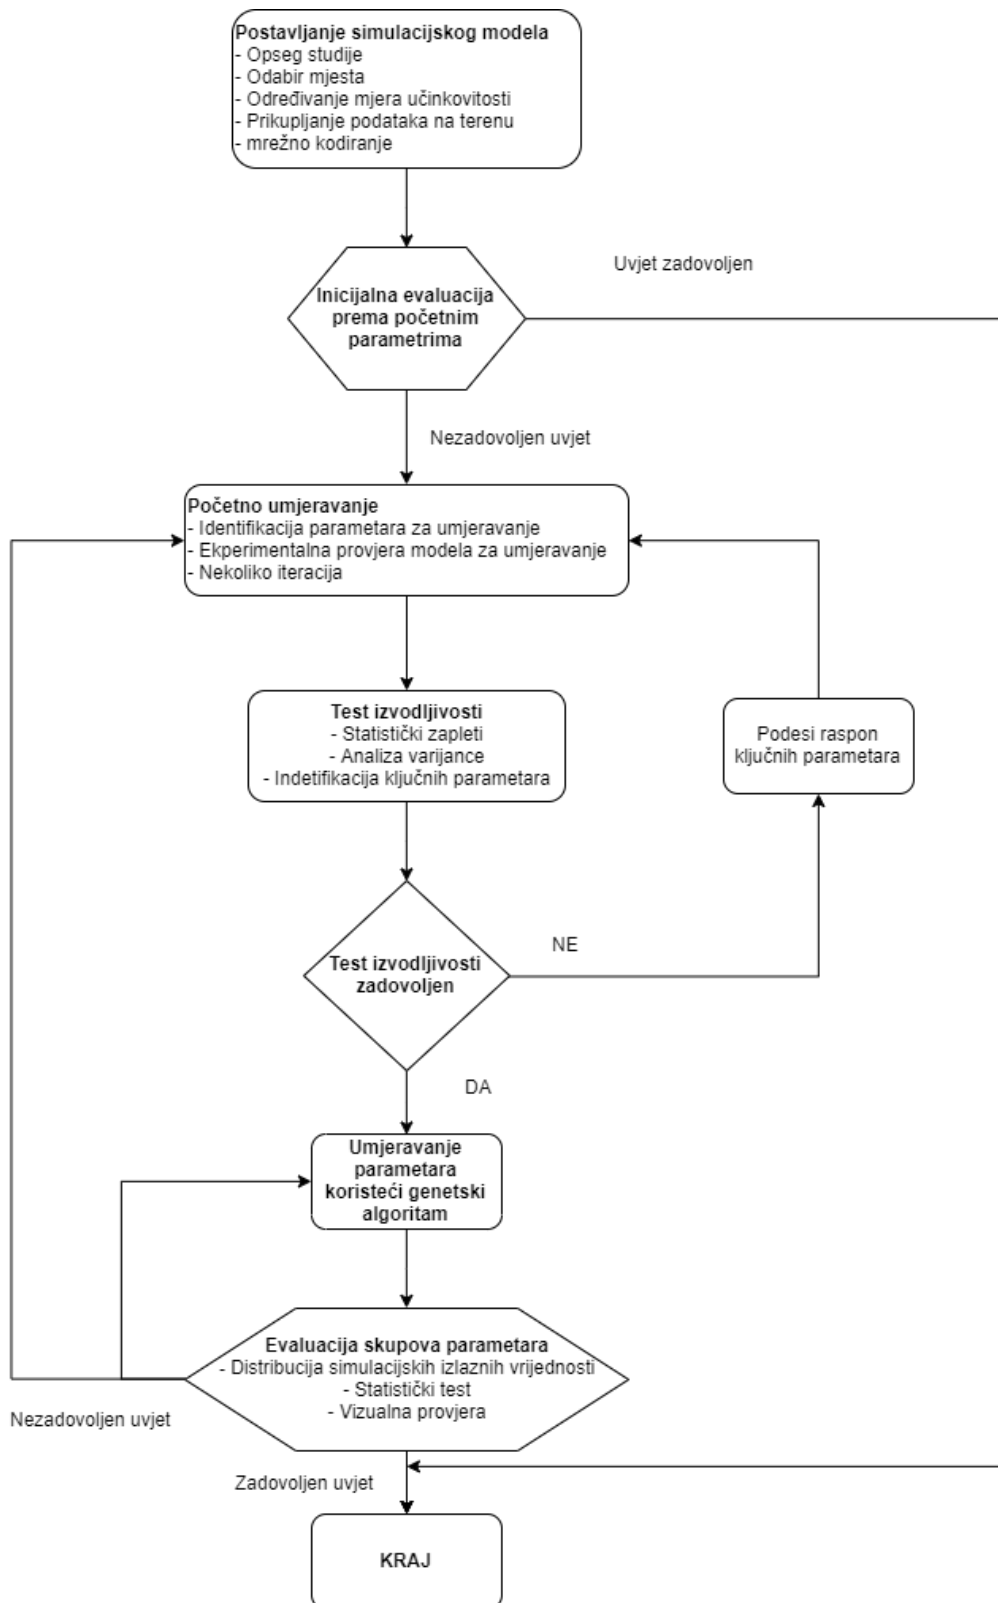 Postavljanje simulacijskog modela
- Opseg studije
- Odabir mjesta
- Određivanje mjera učinkovitosti
- Prikupljanje podataka na terenu
- mrežno kodiranje
Uvjet zadovoljen
Inicijalna evaluacija
prema početnim
parametrima
Nezadovoljen uvjet
Početno umjeravanje
- Identifikacija parametara za umjeravanje
- Ekperimentalna provjera modela za umjeravanje
- Nekoliko iteracija
Test izvodljivosti
- Statistički zapleti
- Analiza varijance
- Indetifikacija ključnih parametara
Podesi raspon
ključnih parametara
NE
Test izvodljivosti
zadovoljen
DA
Umjeravanje
parametara
koristeći genetski
algoritam
Evaluacija skupova parametara
- Distribucija simulacijskih izlaznih vrijednosti
- Statistički test
- Vizualna provjera
Nezadovoljen uvjet
Zadovoljen uvjet
KRAJ